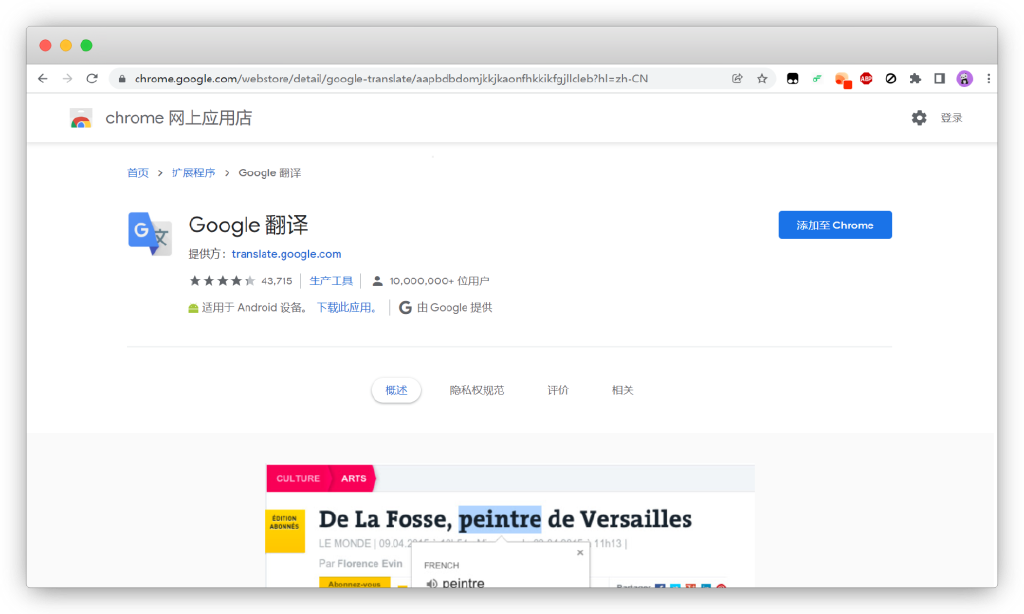 chrome.google.com/webstore/detail/google-translate/aapbdbdomjkkjkaonfhkkikfgjllcleb?hl=zh-CN
ABP
chrome 网上应用店
登录
首页 > 扩展程序 > Google 翻译
G 文
Google 翻译
添加至 Chrome
提供方: translate.google.com
43,715 生产工具 10,000,000+ 位用户
适用于 Android 设备。 下载此应用。 G 由 Google 提供
概述 隐私权规范 评价 相关
CULTURE ARTS
ÉDITION
ABONNÉS
De La Fosse, peintre de Versailles
LE MONDE | 09.04. 11h13 |
Par Florence Evin
FRENCH
Abonnez-vous
peintre
Partager